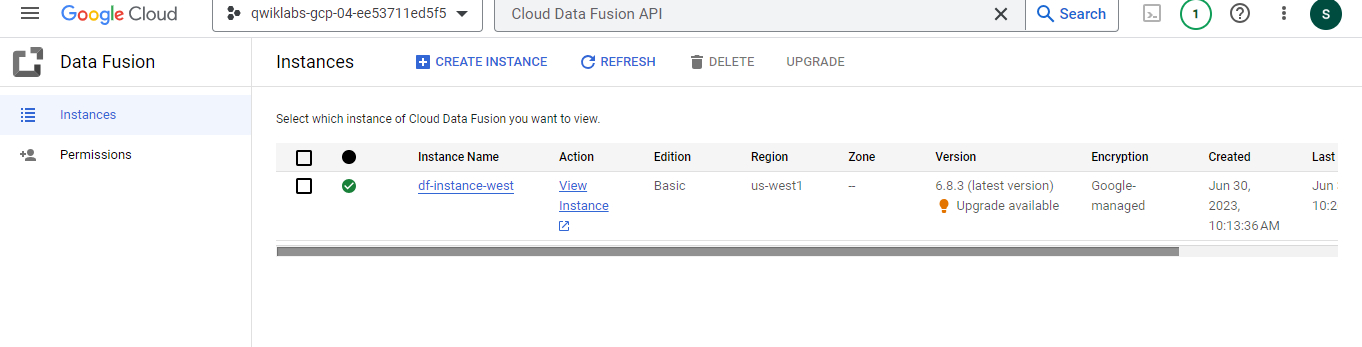 Google Cloud qwiklabs-gcp-04-ee53711ed5f5 Cloud Data Fusion API Search 1 S
Data Fusion
Instances CREATE INSTANCE REFRESH DELETE UPGRADE
Instances
Permissions
Select which instance of Cloud Data Fusion you want to view.
Instance Name Action Edition Region Zone Version Encryption Created Last
df-instance-west View Basic us-west1 -- 6.8.3 (latest version) Google- Jun 30, Jun
Instance Upgrade available managed 2023, 10:2
10:13:36 AM